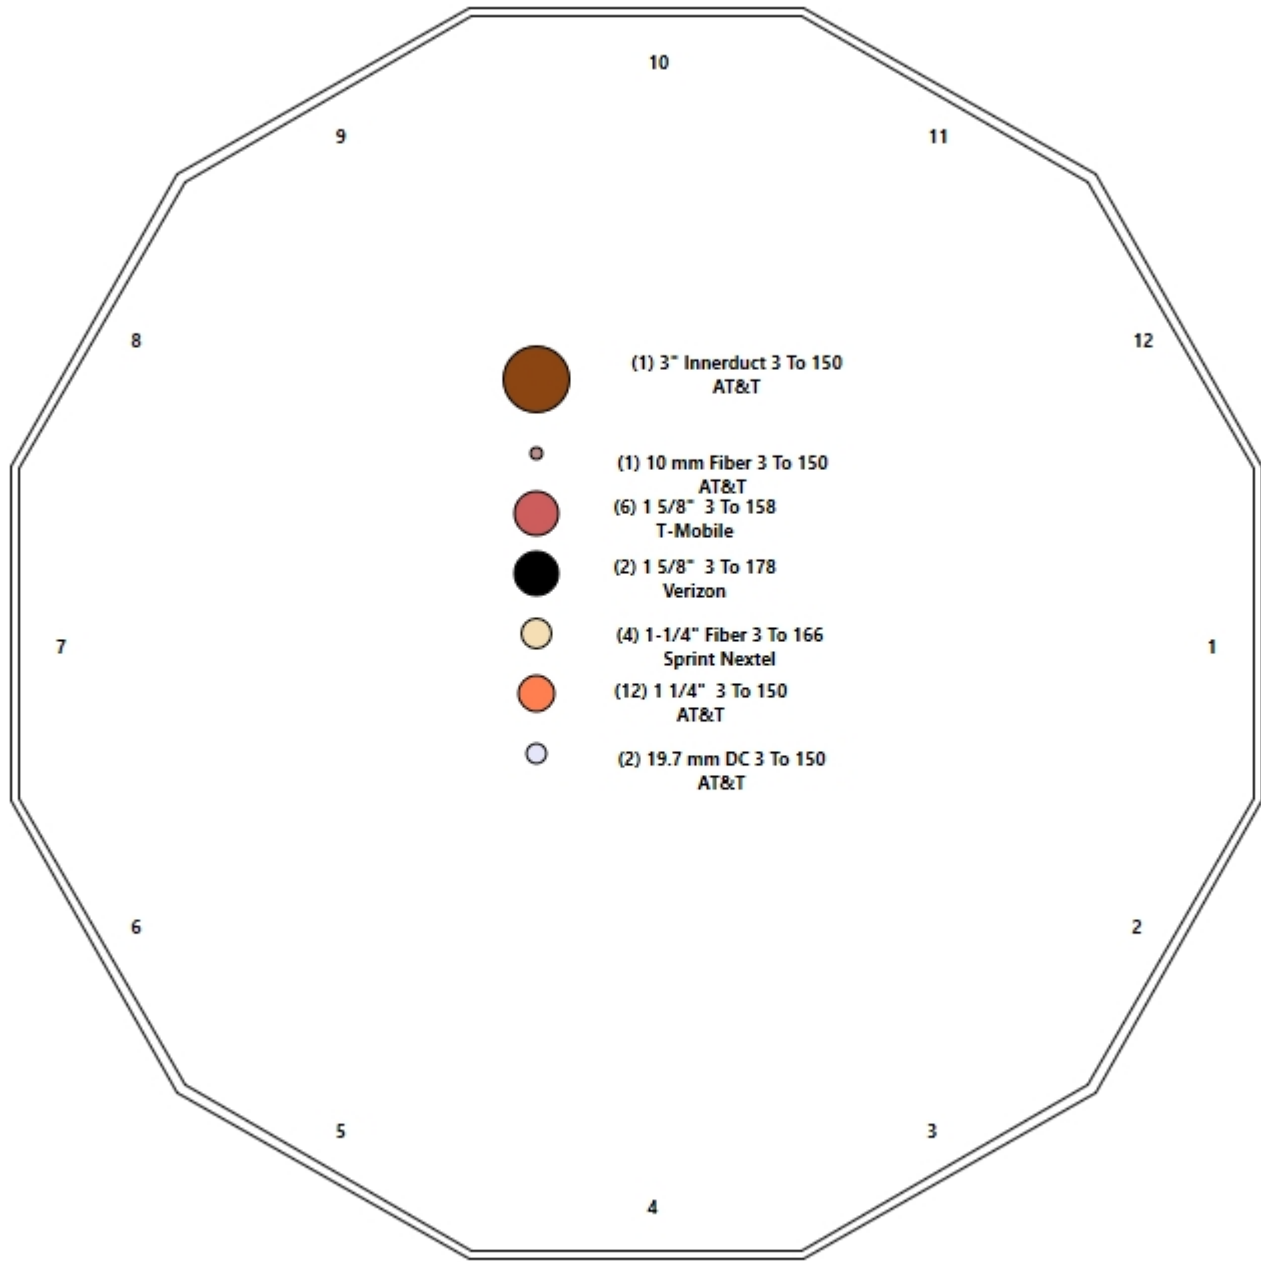 10
9
11
8
12
(1) 3" Innerduct 3 To 150
AT&T
(1) 10 mm Fiber 3 To 150
AT&T
(6) 1 5/8"  3 To 158
T-Mobile
(2) 1 5/8"  3 To 178
Verizon
(4) 1-1/4" Fiber 3 To 166
Sprint Nextel
7
1
(12) 1 1/4"  3 To 150
AT&T
(2) 19.7 mm DC 3 To 150
AT&T
6
2
5
3
4